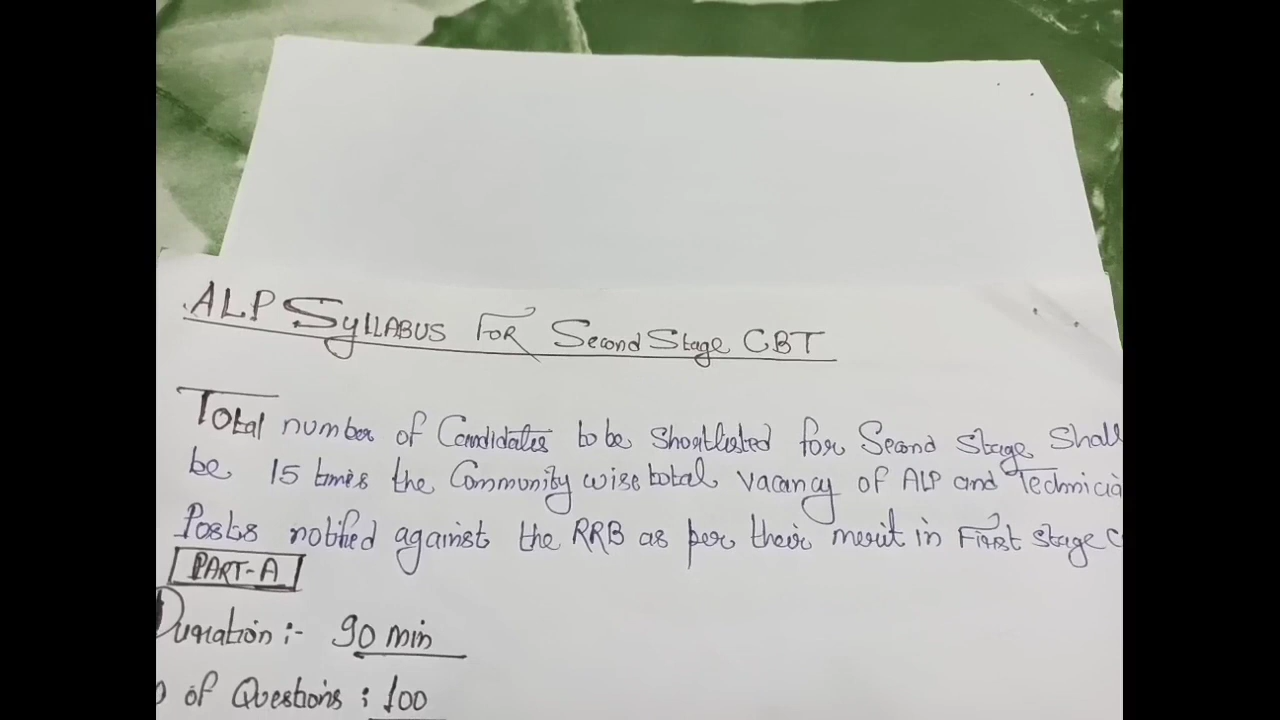 ALP SyLLABUS FOR Second Stage CBT
Total number of Candidates to be Shortlisted for Second Stage Shall
be 15 times the Community wise total vacancy of ALP and Technicia
Posts notified against the RRB as per their merit in First Stage C
PART-A
Duration :- 90 min
of Questions : 100